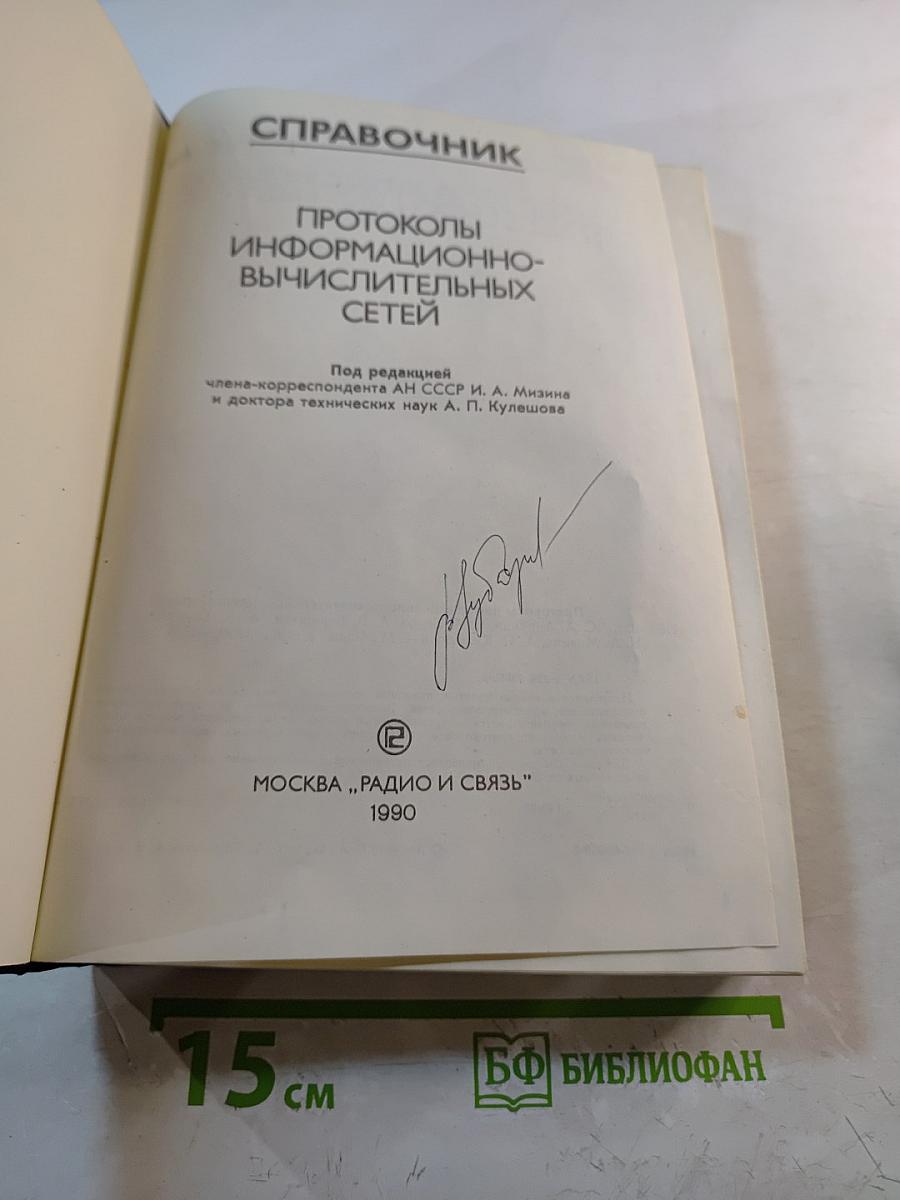 СПРАВОЧНИК
ПРОТОКОЛЫ
ИНФОРМАЦИОННО-
ВЫЧИСЛИТЕЛЬНЫХ
СЕТЕЙ
Под редакцией
члена-корреспондента АН СССР И. А. Мизина
и доктора технических наук А. П. Кулешова
МОСКВА „РАДИО И СВЯЗЬ"
1990
15 см
БФ БИБЛИОФАН